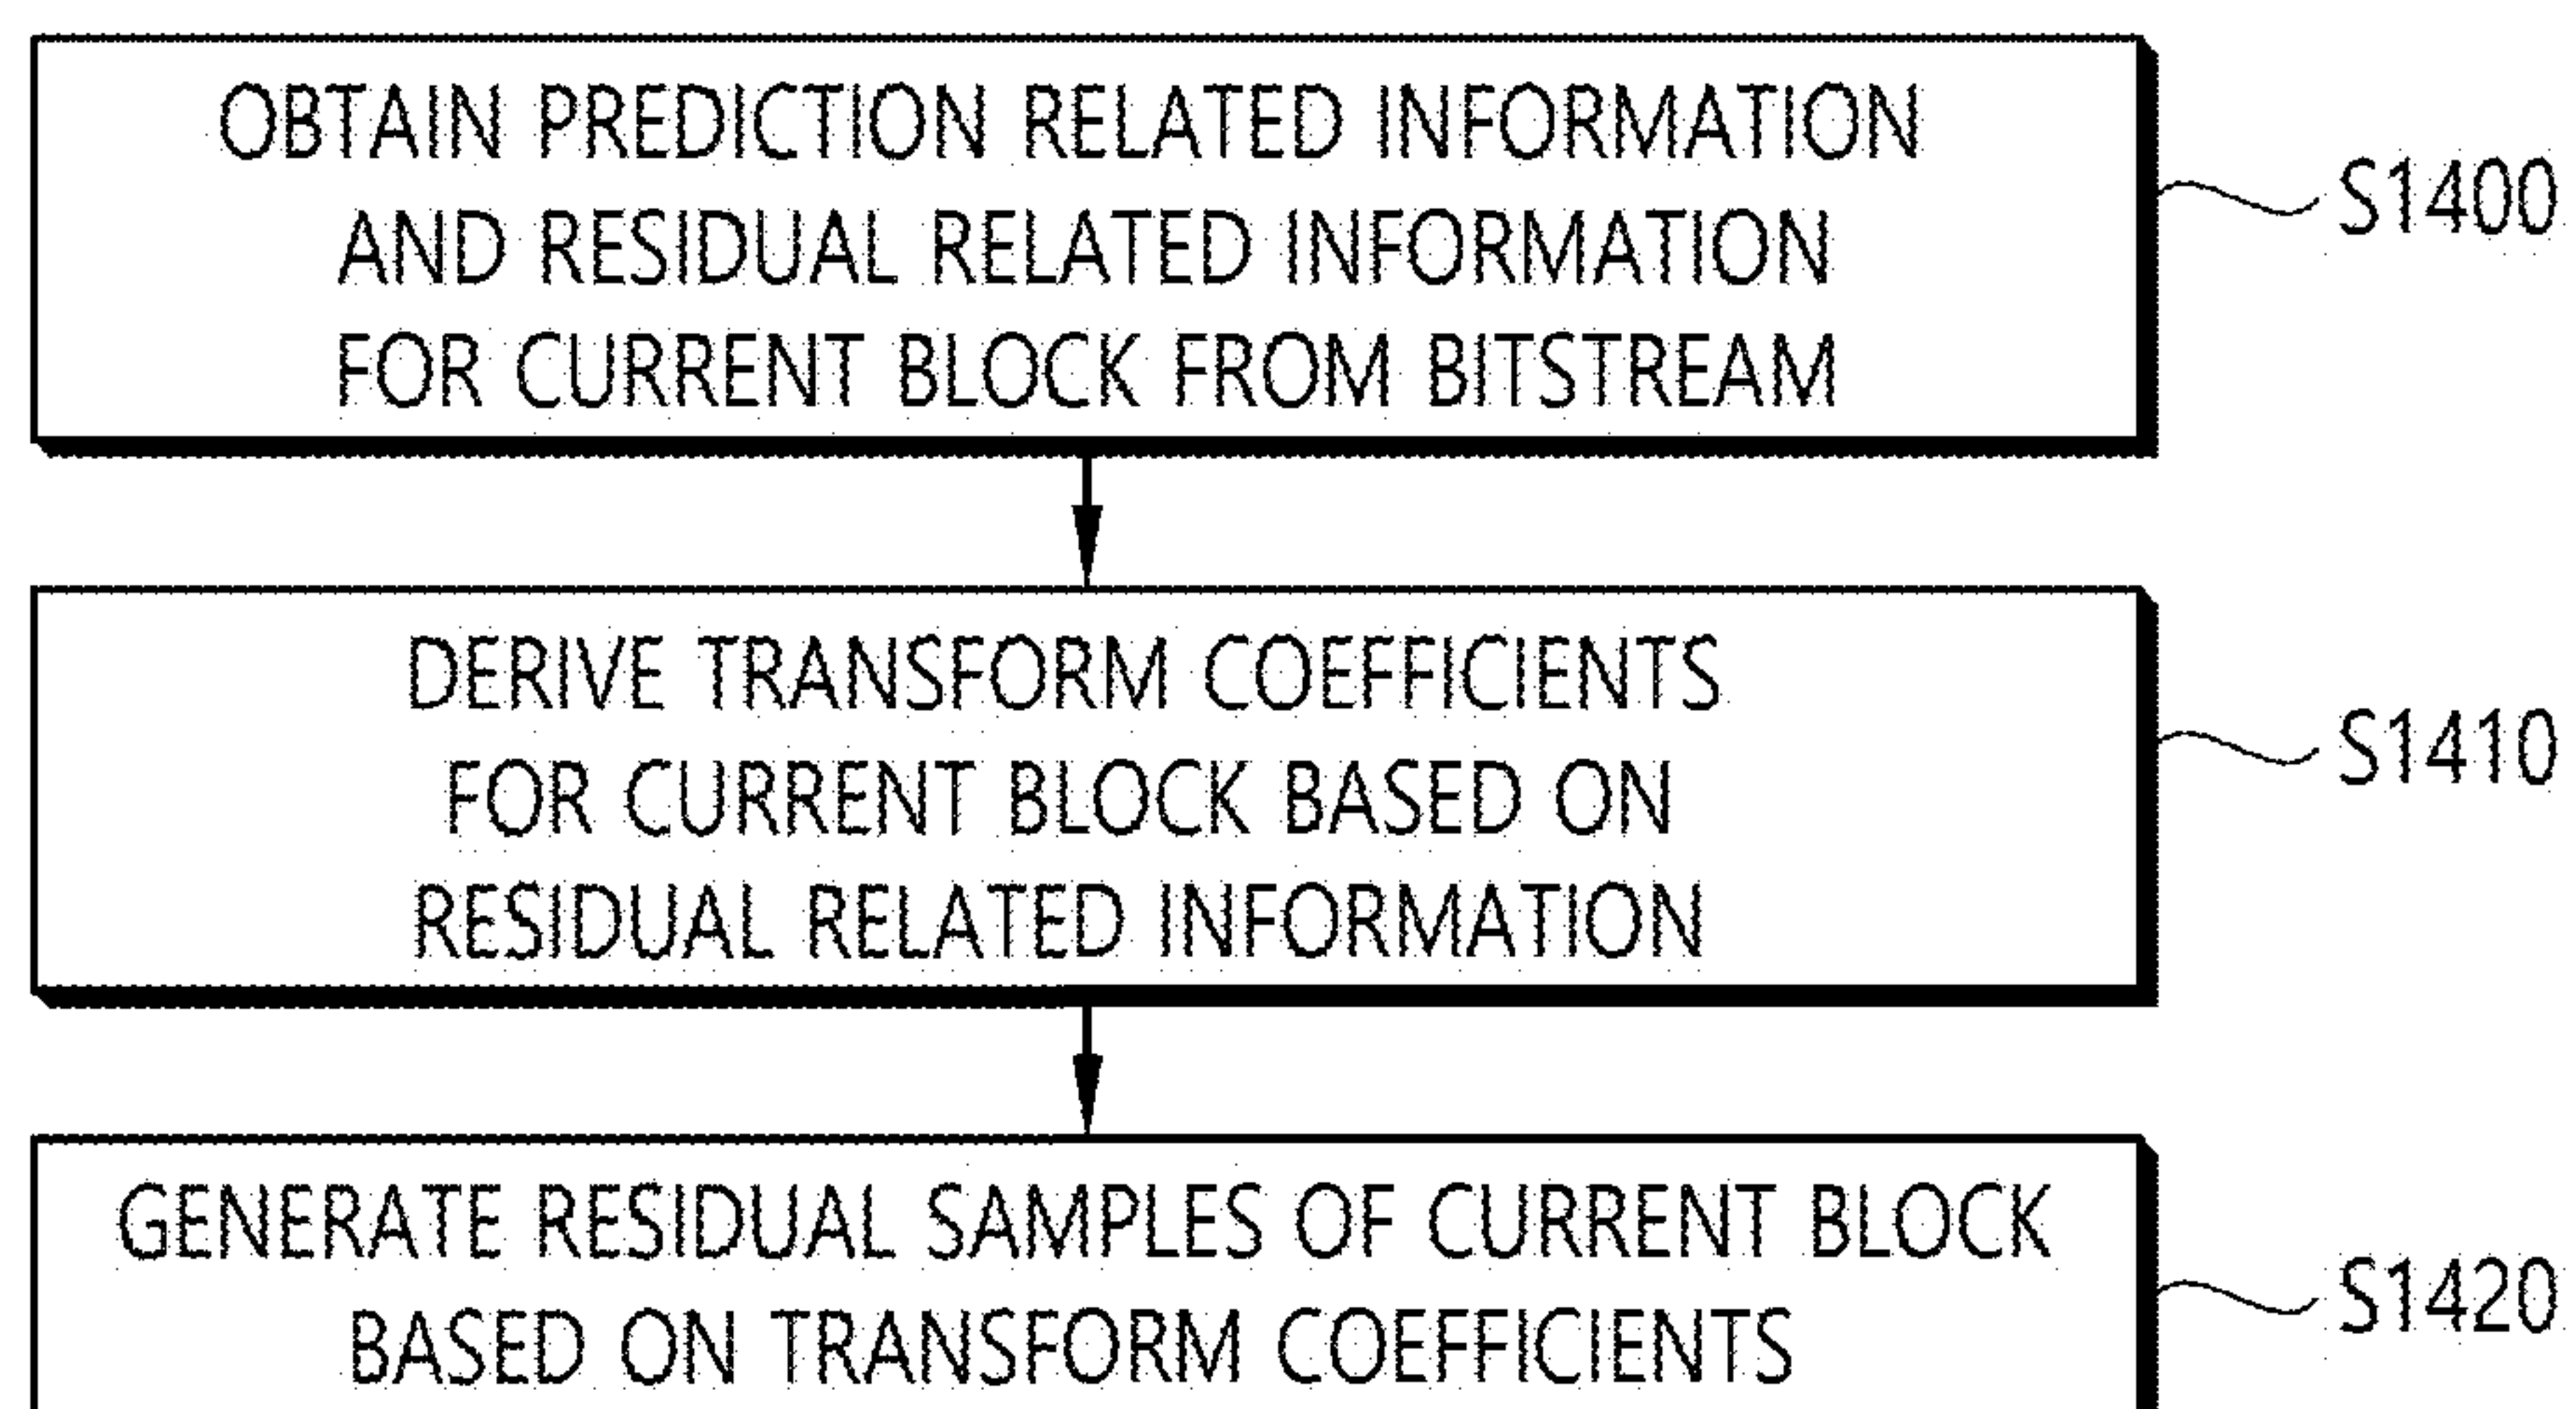 OBTAIN PREDICTION RELATED INFORMATION
AND RESIDUAL RELATED INFORMATION
FOR CURRENT BLOCK FROM BITSTREAM
S1400
DERIVE TRANSFORM COEFFICIENTS
FOR CURRENT BLOCK BASED ON
RESIDUAL RELATED INFORMATION
S1410
GENERATE RESIDUAL SAMPLES OF CURRENT BLOCK
BASED ON TRANSFORM COEFFICIENTS
S1420